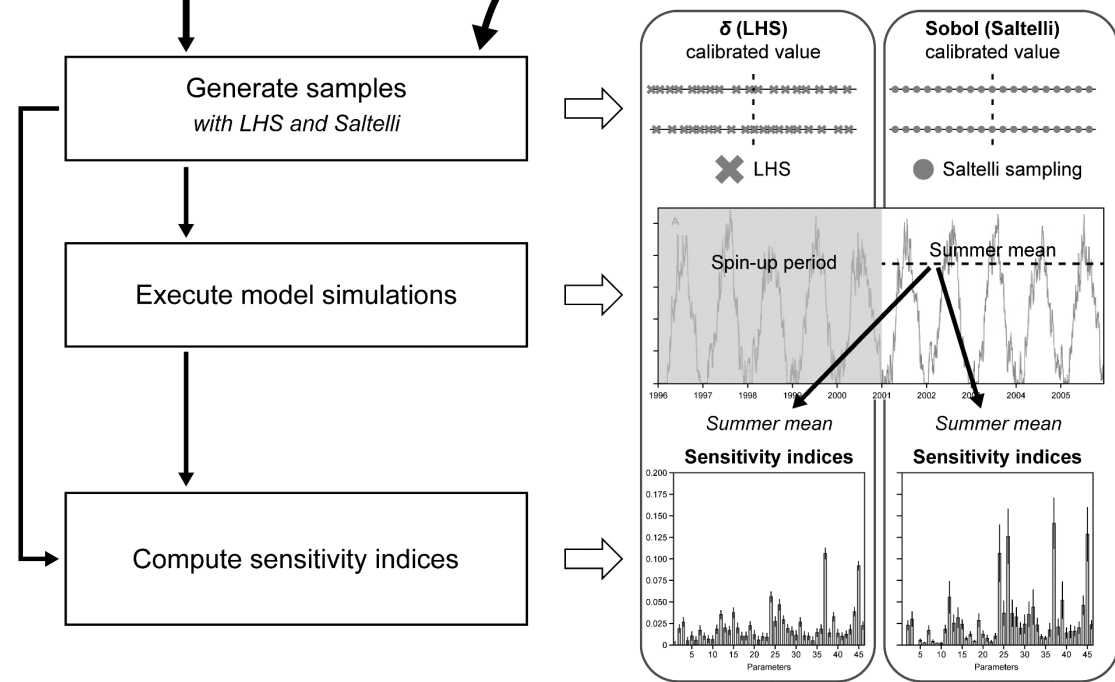 Generate samples
with LHS and Saltelli
Execute model simulations
Compute sensitivity indices
δ (LHS)
calibrated value
LHS
Sobol (Saltelli)
calibrated value
Saltelli sampling
A
Spin-up period
Summer mean
1996 1997 1998 1999 2000 2001 2002 2003 2004 2005
Summer mean
Sensitivity indices
0.200
0.175
0.150
0.125
0.100
0.075
0.050
0.025
0
5 10 15 20 25 30 35 40 45
Parameters
Summer mean
Sensitivity indices
5 10 15 20 25 30 35 40 45
Parameters